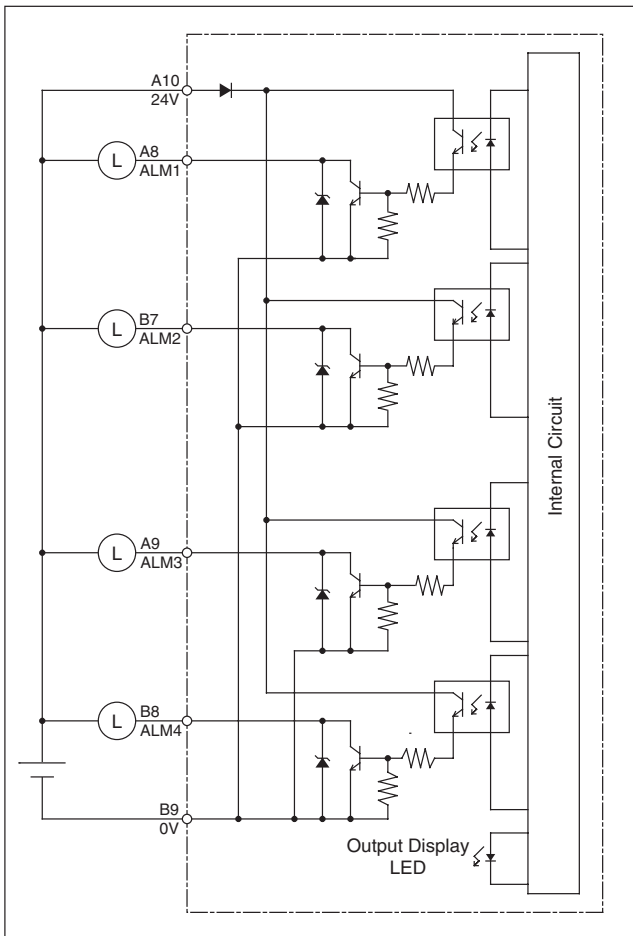 A10
24V
L
A8
ALM1
L
B7
ALM2
Internal Circuit
L
A9
ALM3
L
B8
ALM4
B9
0V
Output Display
LED